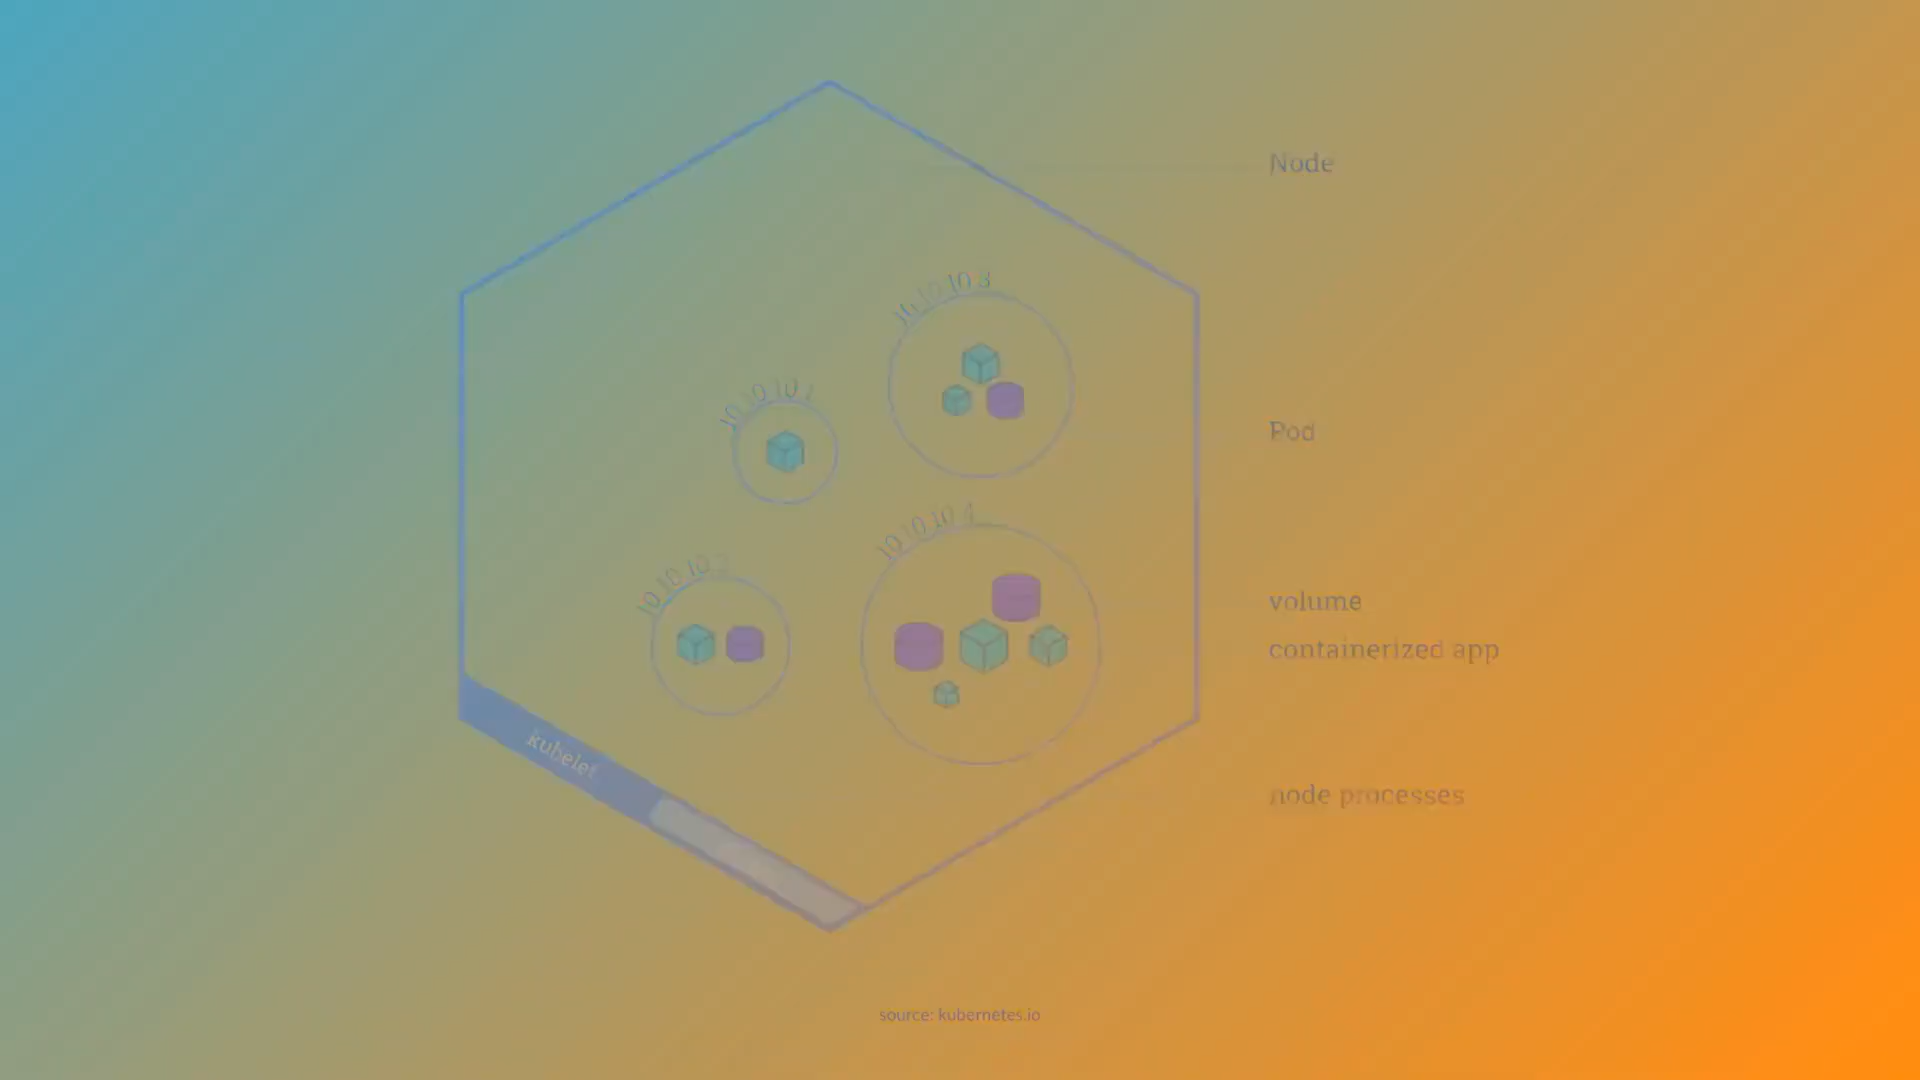 Node
10.10.10.3
10.10.10.1
Pod
10.10.10.4
10.10.10.2
volume
containerized app
kubelet
node processes
source: kubernetes.io